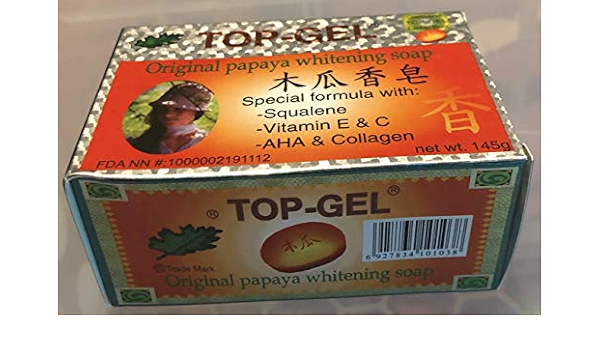 TOP-GEL
Original papaya whitening soap
木瓜香皂
Special formula with:
-Squalene
-Vitamin E & C
-AHA & Collagen
香
net wt. 145g
FDA NN #:1000002191112
® TOP-GEL ®
木瓜
6 927834 101038
® Trade Mark
Original papaya whitening soap